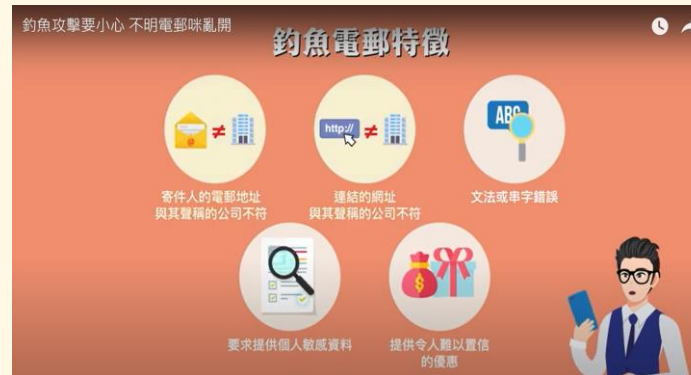 釣魚攻擊要小心 不明電郵咪亂開
釣魚電郵特徵
@
http://
ABC
寄件人的電郵地址
與其聲稱的公司不符
連結的網址
與其聲稱的公司不符
文法或串字錯誤
$
要求提供個人敏感資料
提供令人難以置信
的優惠